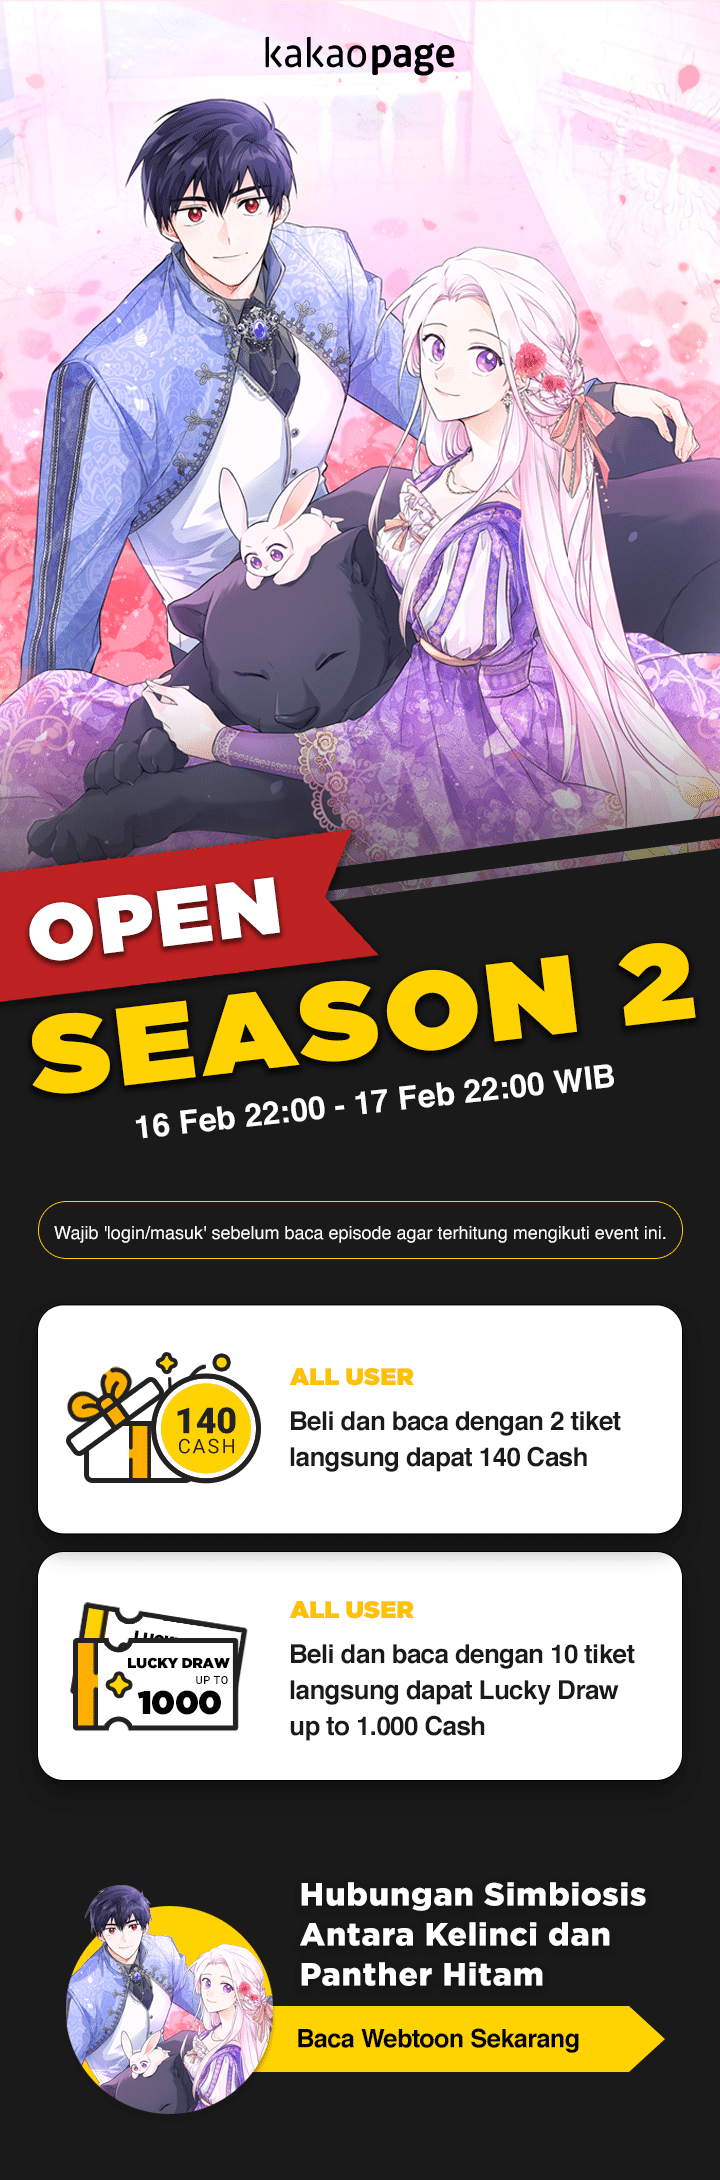 kakaopage
OPEN
SEASON 2
16 Feb 22:00 - 17 Feb 22:00 WIB
Wajib 'login/masuk' sebelum baca episode agar terhitung mengikuti event ini.
140
CASH
ALL USER
Beli dan baca dengan 2 tiket
langsung dapat 140 Cash
LUCKY DRAW
UP TO
1000
ALL USER
Beli dan baca dengan 10 tiket
langsung dapat Lucky Draw
up to 1.000 Cash
Hubungan Simbiosis
Antara Kelinci dan
Panther Hitam
Baca Webtoon Sekarang